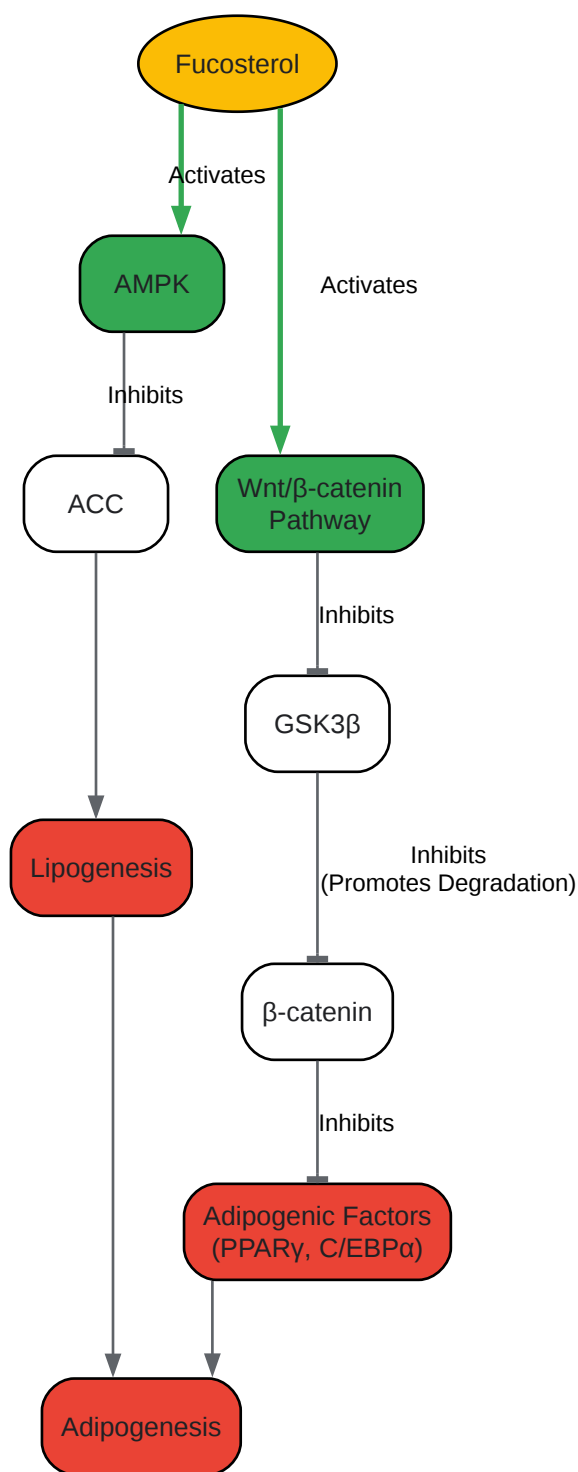 Fucosterol
Activates
AMPK
Activates
Inhibits
ACC
Wnt/β-catenin
Pathway
Inhibits
GSK3β
Lipogenesis
Inhibits
(Promotes Degradation)
β-catenin
Inhibits
Adipogenic Factors
(PPARγ, C/EBPα)
Adipogenesis